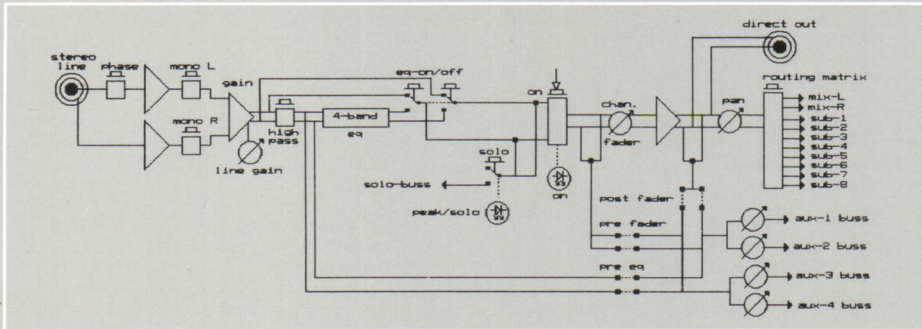 direct out
stereo
line
phase
mono L
gain
mono R
high
pass
line gain
eq-on/off
4-band
eq
on
chan.
fader
pan
routing matrix
mix-L
mix-R
sub-1
sub-2
sub-3
sub-4
sub-5
sub-6
sub-7
sub-8
solo
solo-buss
peak/solo
on
post fader
pre fader
pre eq
aux-1 buss
aux-2 buss
aux-3 buss
aux-4 buss